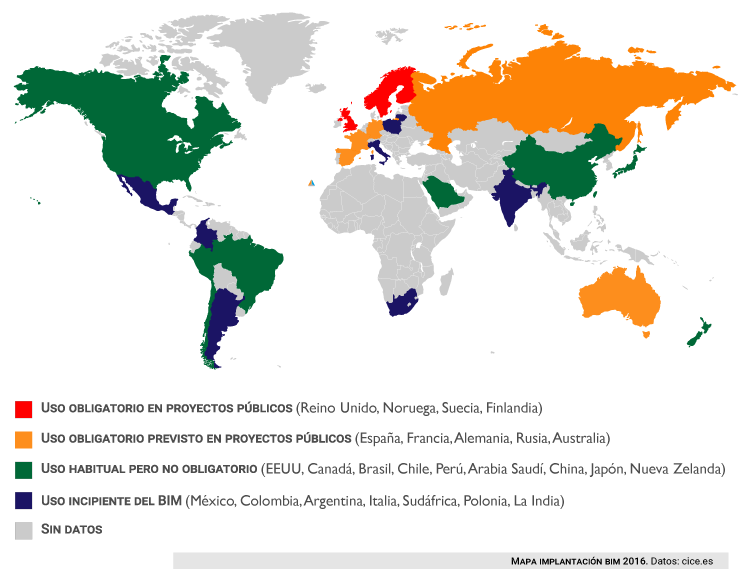 Uso obligatorio en proyectos públicos (Reino Unido, Noruega, Suecia, Finlandia)
Uso obligatorio previsto en proyectos públicos (España, Francia, Alemania, Rusia, Australia)
Uso habitual pero no obligatorio (EEUU, Canadá, Brasil, Chile, Perú, Arabia Saudí, China, Japón, Nueva Zelanda)
Uso incipiente del BIM (México, Colombia, Argentina, Italia, Sudáfrica, Polonia, La India)
Sin datos
Mapa implantación bim 2016. Datos: cice.es